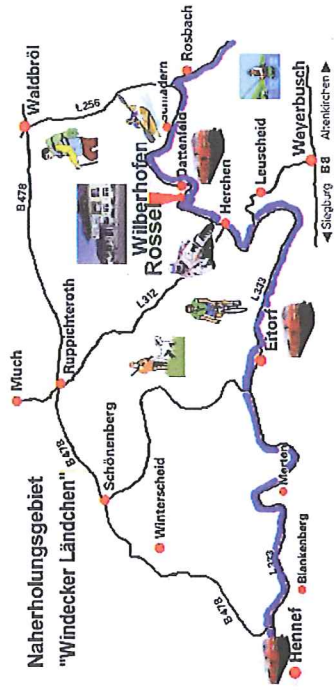 Naherholungsgebiet
"Windecker Ländchen"
Much
Waldbröl
B478
L256
Ruppichteroth
B478
Schönenberg
L312
Winterscheid
Wilberhofen
Rossel
Dattenfeld
Rosbach
Herchen
Leuscheid
Weyerbusch
B478
Eitorf
L333
Merten
Blankenberg
L333
Hennef
◄ Siegburg B8 Altenkirchen ►